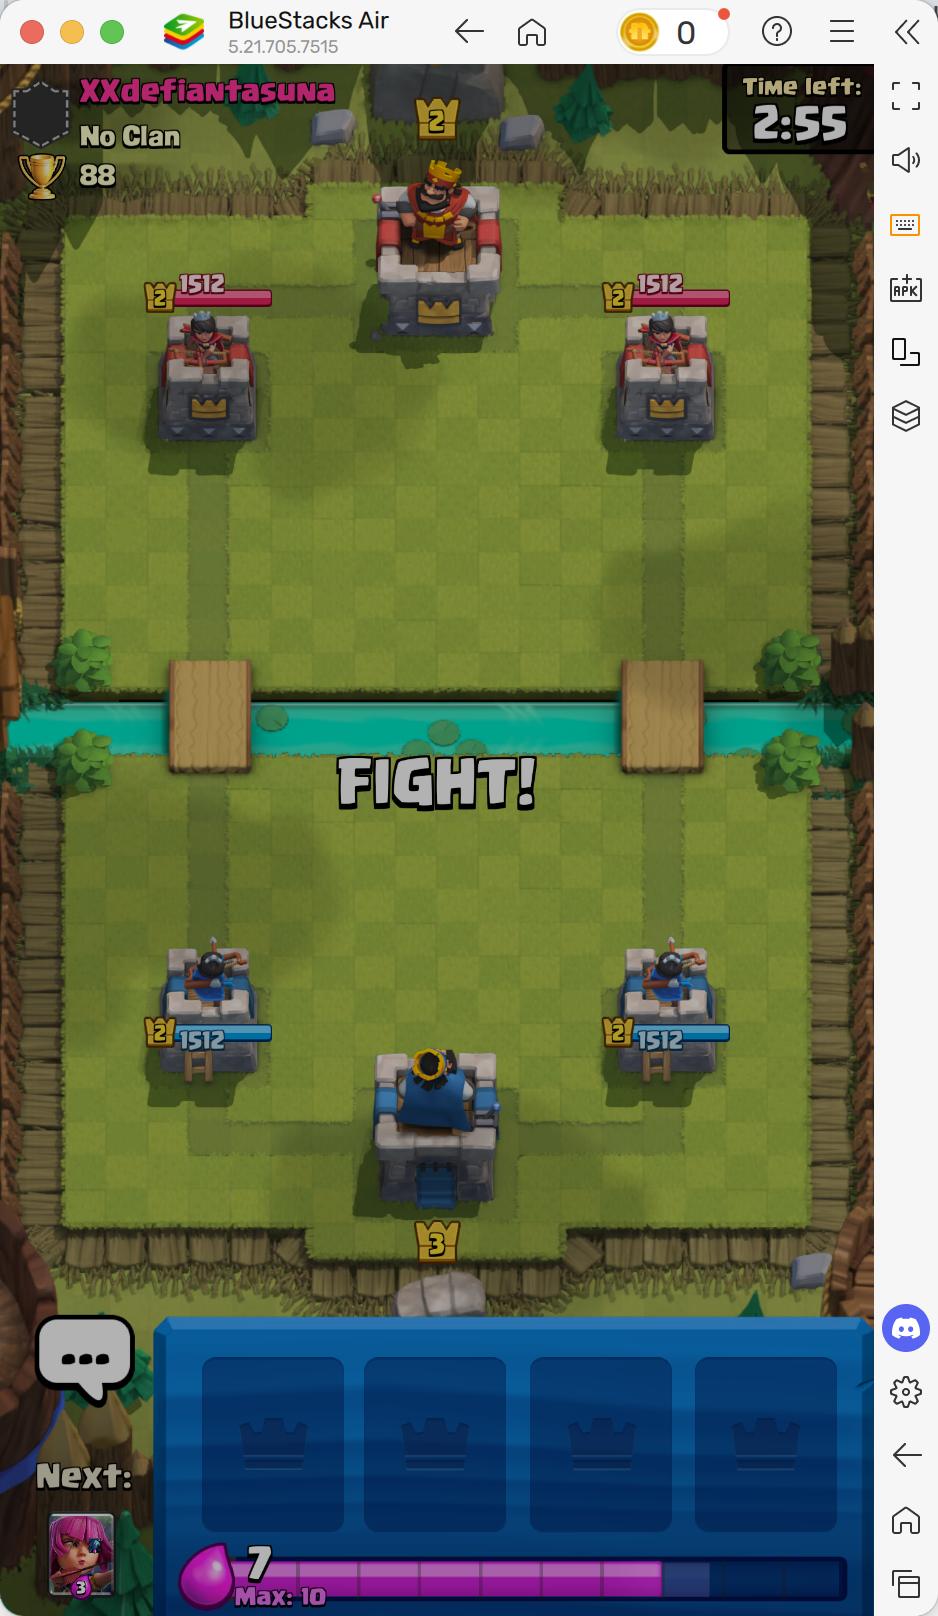 BlueStacks Air
5.21.705.7515
0
XXdefiantasuna
No Clan
88
2
Time left:
2:55
2 1512
2 1512
APK
FIGHT!
2 1512
2 1512
3
...
Next:
3
7
Max: 10